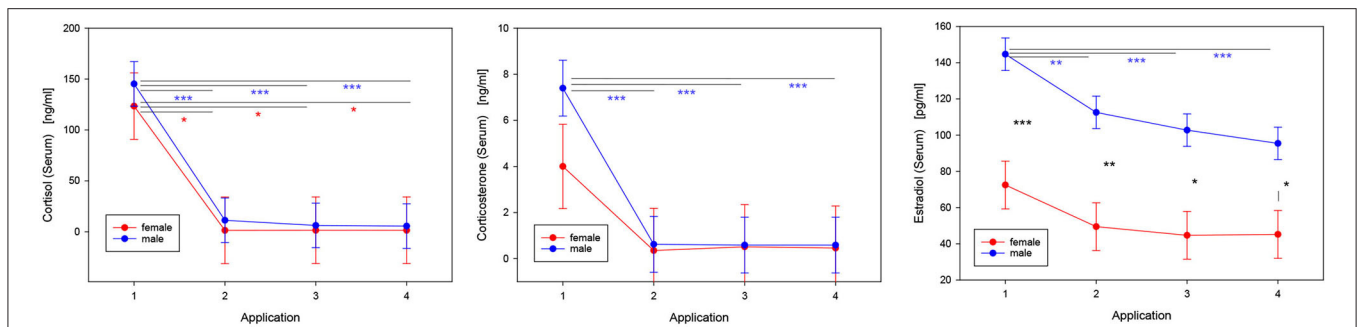 200
150
100
50
0
Cortisol (Serum) [ng/ml]
*** *** ***
* * *
female
male
1 2 3 4
Application
10
8
6
4
2
0
Corticosterone (Serum) [ng/ml]
*** *** ***
female
male
1 2 3 4
Application
160
140
120
100
80
60
40
20
Estradiol (Serum) [pg/ml]
** *** ***
***
**
*
*
female
male
1 2 3 4
Application